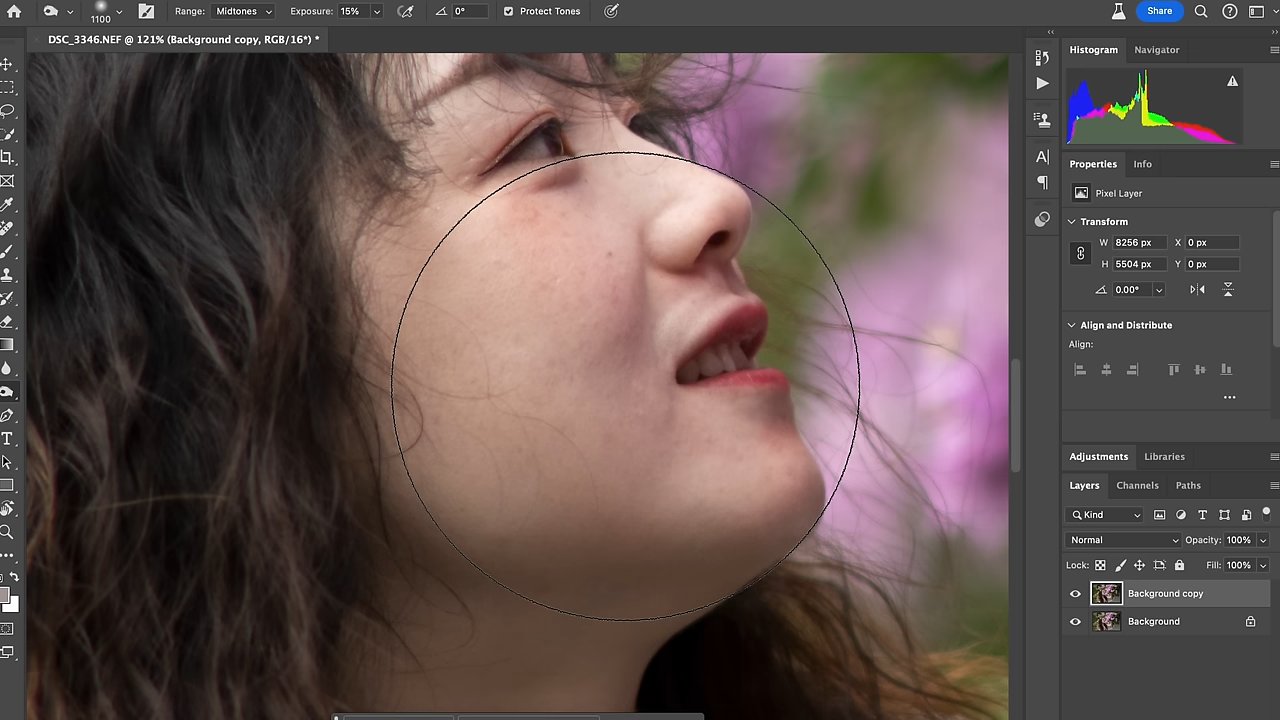 Range: Midtones Exposure: 15% 0° Protect Tones Share
1100
DSC_3346.NEF @ 121% (Background copy, RGB/16*) *
Histogram Navigator
Properties Info
Pixel Layer
Transform
W 8256 px X 0 px
H 5504 px Y 0 px
0.00°
Align and Distribute
Align:
Adjustments Libraries
Layers Channels Paths
Kind
Normal Opacity: 100%
Lock: Fill: 100%
Background copy
Background